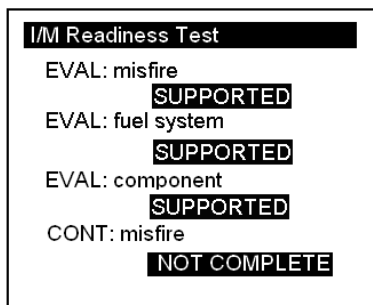 I/M Readiness Test
EVAL: misfire
SUPPORTED
EVAL: fuel system
SUPPORTED
EVAL: component
SUPPORTED
CONT: misfire
NOT COMPLETE